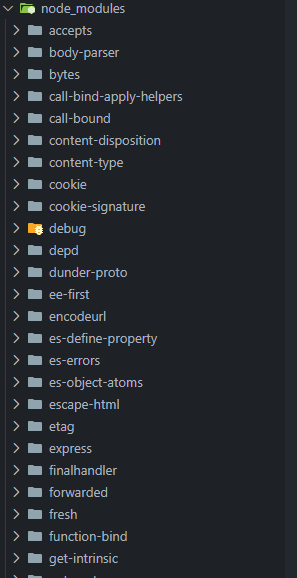 node_modules
accepts
body-parser
bytes
call-bind-apply-helpers
call-bound
content-disposition
content-type
cookie
cookie-signature
debug
depd
dunder-proto
ee-first
encodeurl
es-define-property
es-errors
es-object-atoms
escape-html
etag
express
finalhandler
forwarded
fresh
function-bind
get-intrinsic